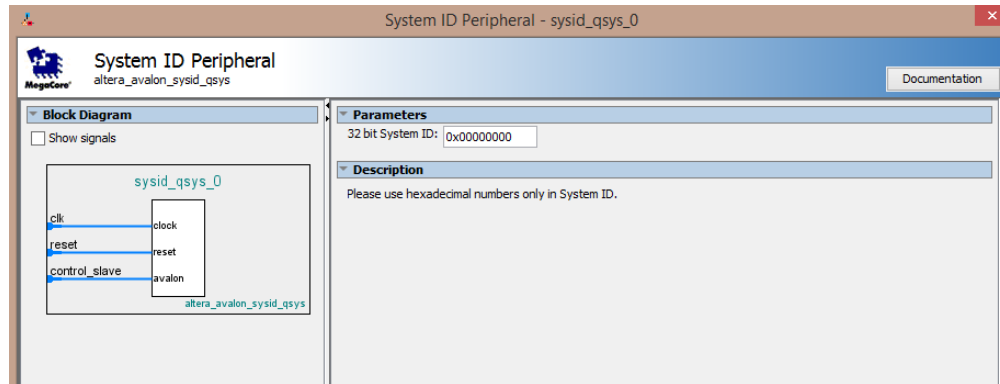 System ID Peripheral - sysid_qsys_0
System ID Peripheral
MegaCore®
altera_avalon_sysid_qsys
Documentation
Block Diagram
Show signals
sysid_qsys_0
clk
clock
reset
reset
control_slave
avalon
altera_avalon_sysid_qsys
Parameters
32 bit System ID: 0x00000000
Description
Please use hexadecimal numbers only in System ID.